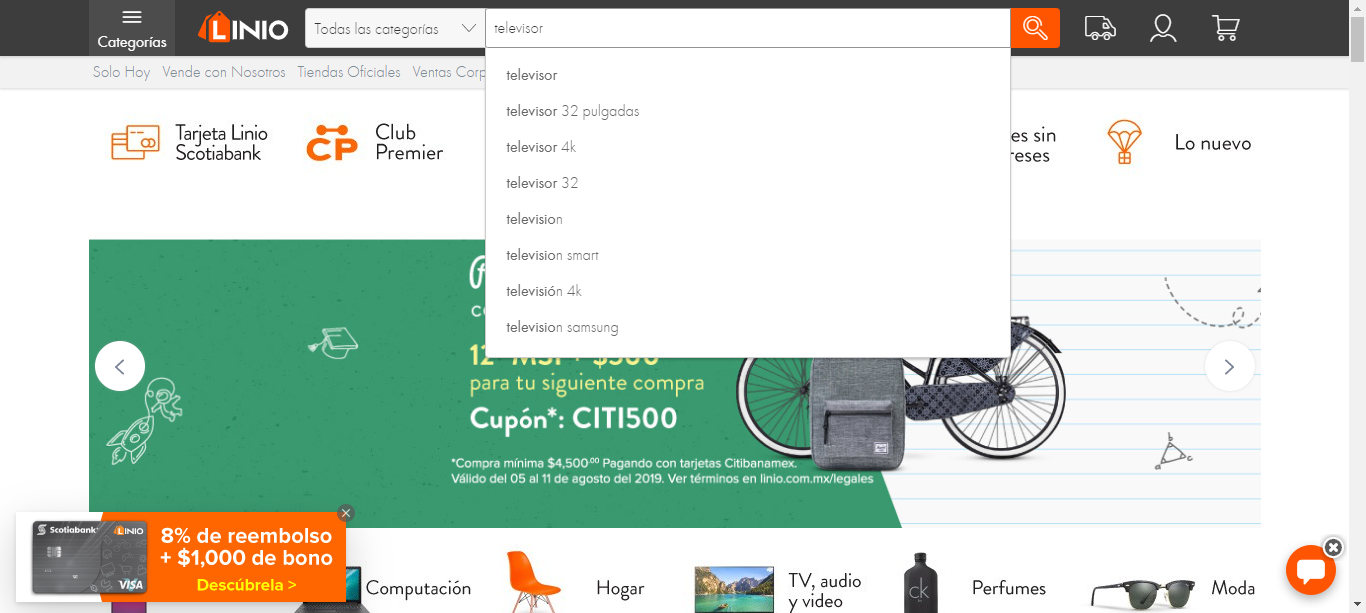 Categorías
LINIO
Todas las categorías
televisor
Solo Hoy
Vende con Nosotros
Tiendas Oficiales
Ventas Corp
televisor
televisor 32 pulgadas
televisor 4k
televisor 32
television
television smart
televisión 4k
television samsung
Tarjeta Linio
Scotiabank
CP
Club
Premier
es sin
reses
Lo nuevo
para tu siguiente compra
Cupón*: CITI500
*Compra mínima $4,500.00 Pagando con tarjetas Citibanamex.
Válido del 05 al 11 de agosto del 2019. Ver términos en linio.com.mx/legales
Scotiabank
LINIO
VISA
8% de reembolso
+ $1,000 de bono
Descúbrela >
Computación
Hogar
TV, audio
y video
ck
Perfumes
Moda